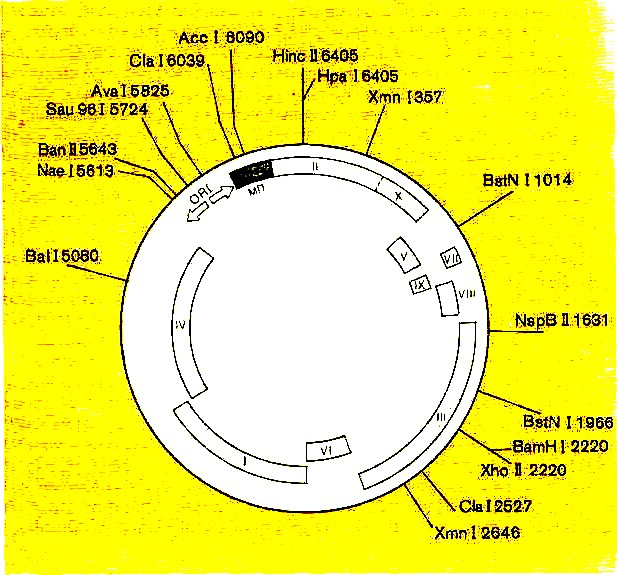 Acc I 6090
Cla I 6039
Hinc II 6405
Hpa I 6405
Ava I 5825
Xmn I 357
Sau 96 I 5724
Ban II 5643
Nae I 5613
BstN I 1014
Bal I 5080
NspB II 1631
BstN I 1966
BamH I 2220
Xho II 2220
Cla I 2527
Xmn I 2646
ORI
II
X
V
VII
IX
VIII
IV
III
I
VI